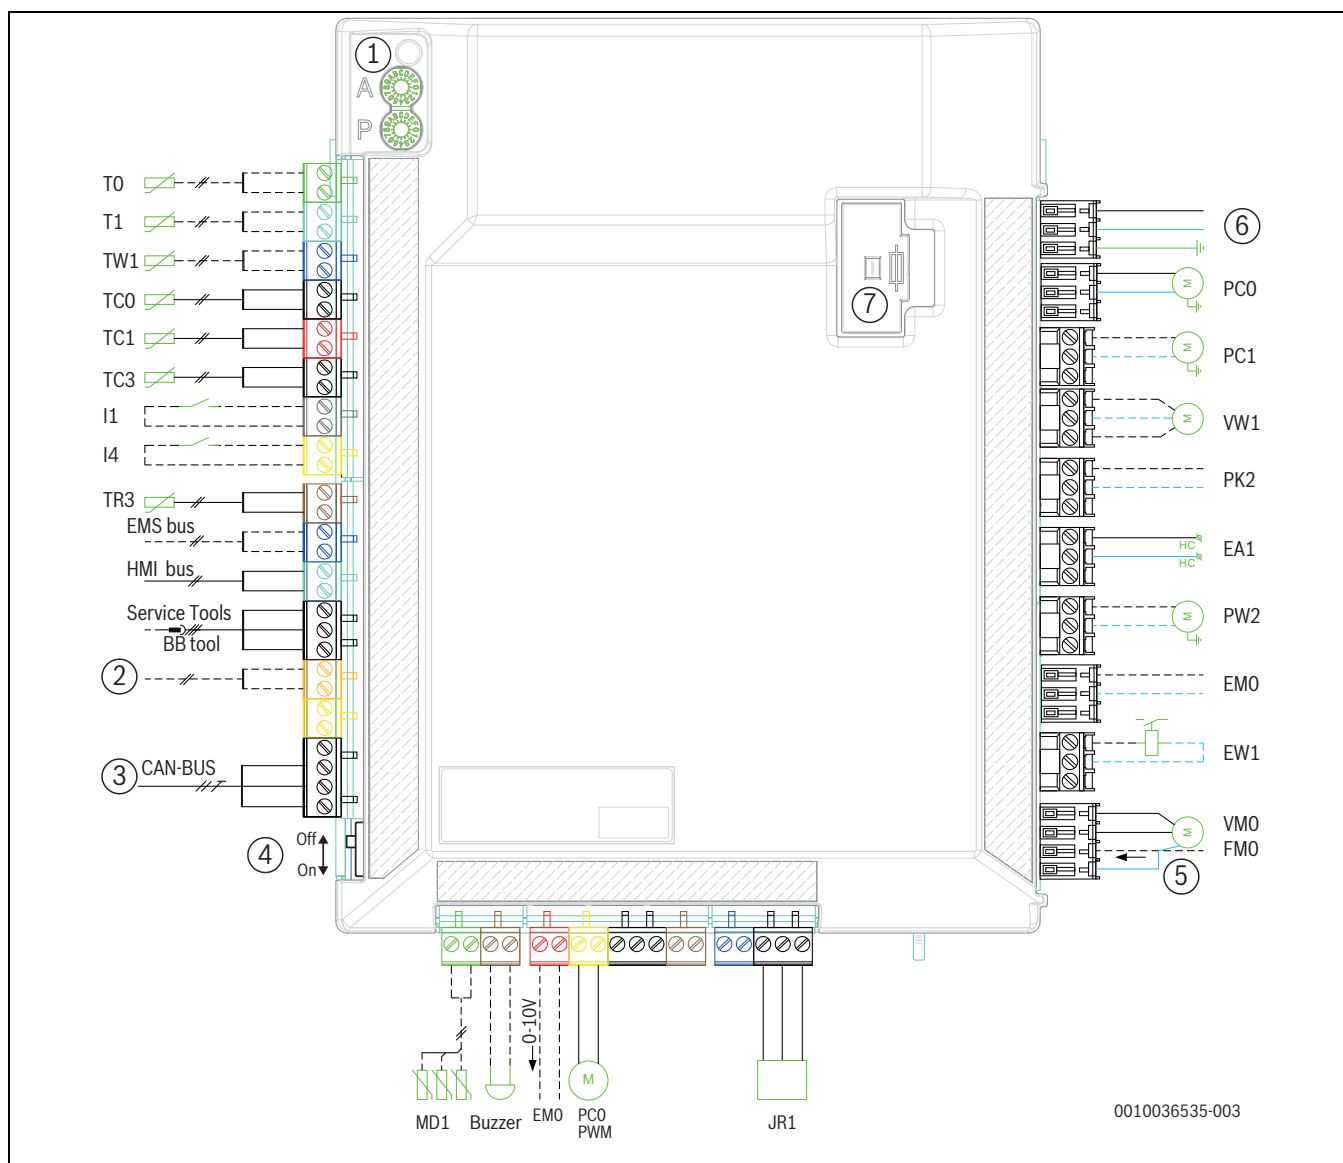 1
A
P
T0
T1
TW1
TC0
TC1
TC3
I1
I4
TR3
EMS bus
HMI bus
Service Tools
BB tool
2
3 CAN-BUS
4 Off
On
7
6
M PC0
M PC1
M VW1
PK2
HC
HC
EA1
M PW2
EM0
EW1
M VM0
FM0
5
0-10V
M
MD1 Buzzer EM0 PC0
PWM
JR1
0010036535-003